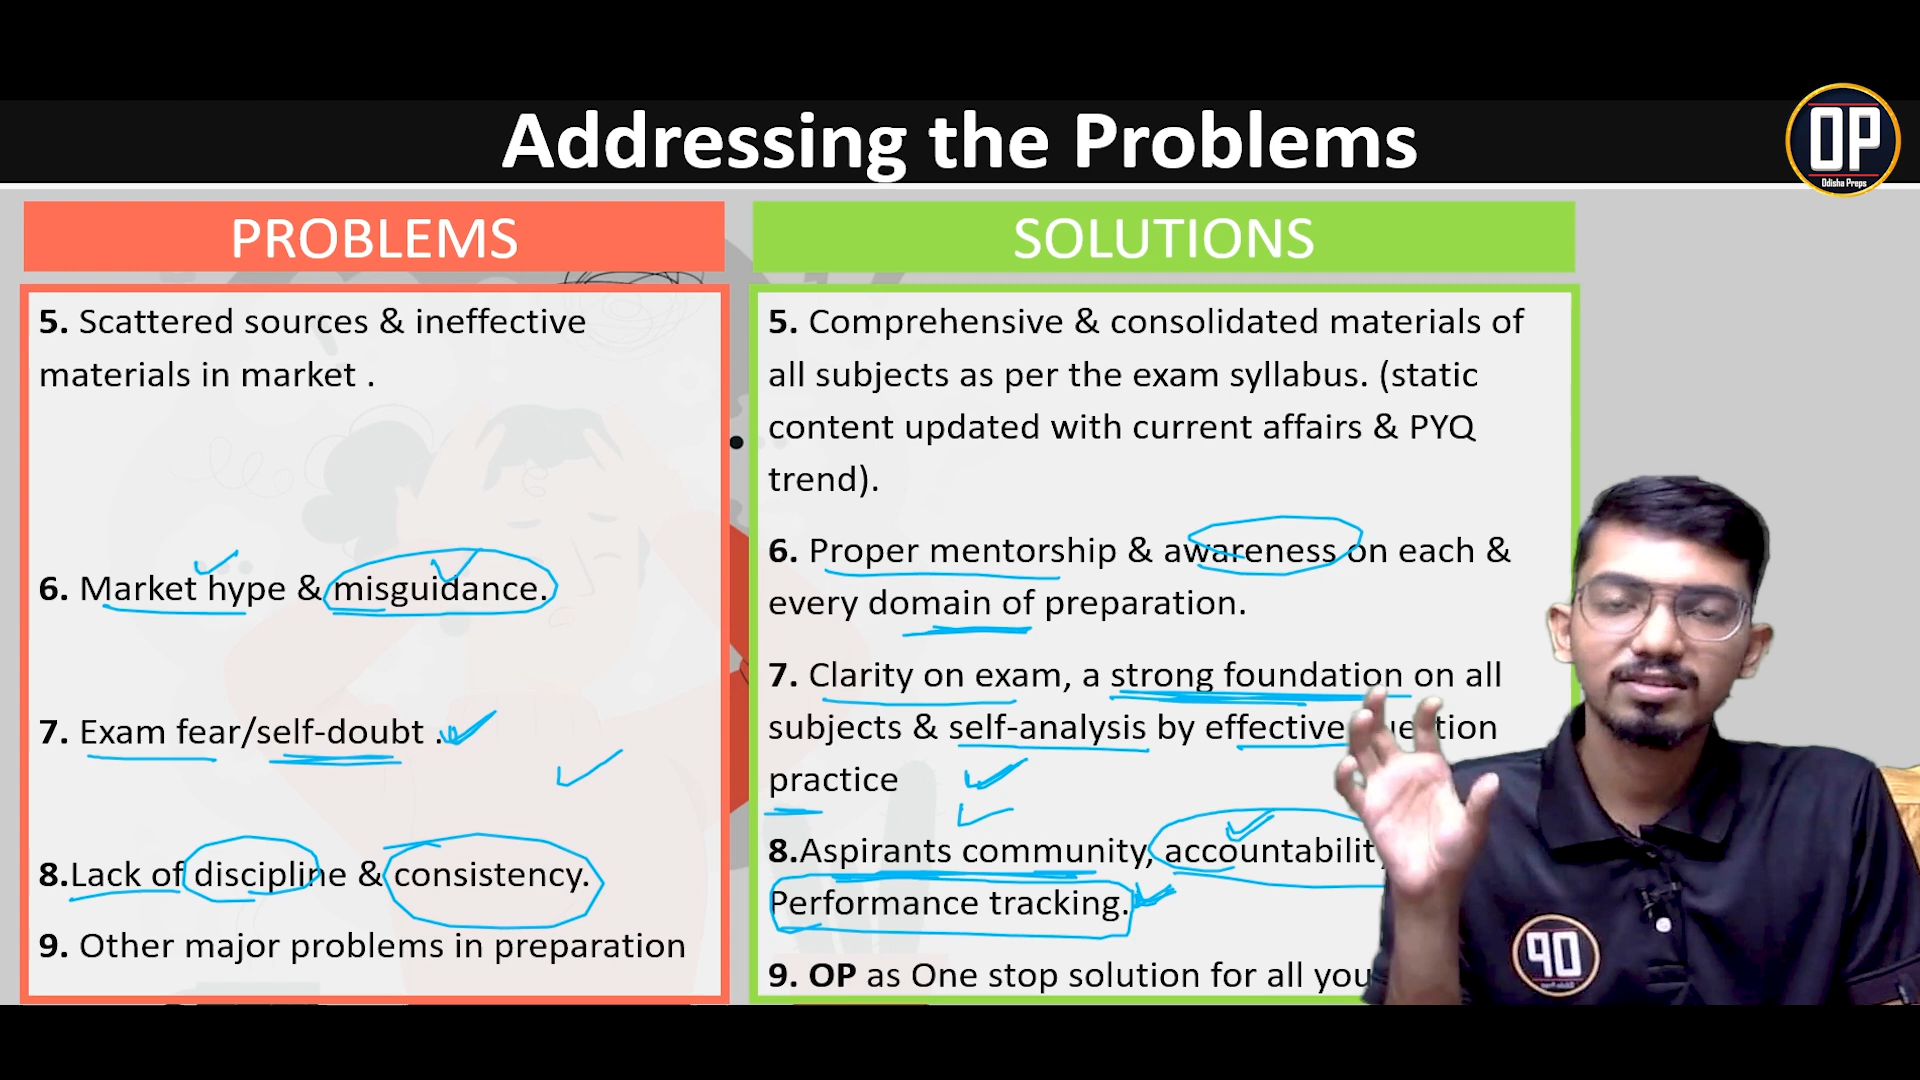 Addressing the Problems
OP
Odisha Preps
PROBLEMS
5. Scattered sources & ineffective
materials in market .
6. Market hype & misguidance.
7. Exam fear/self-doubt .
8.Lack of discipline & consistency.
9. Other major problems in preparation
SOLUTIONS
5. Comprehensive & consolidated materials of
all subjects as per the exam syllabus. (static
content updated with current affairs & PYQ
trend).
6. Proper mentorship & awareness on each &
every domain of preparation.
7. Clarity on exam, a strong foundation on all
subjects & self-analysis by effective
practice
8.Aspirants community,
Performance tracking.
9. OP as One stop solution for all